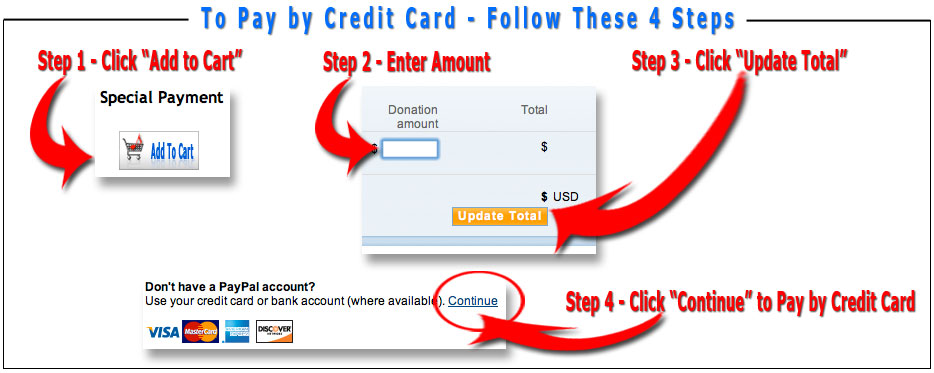 To Pay by Credit Card - Follow These 4 Steps
Step 1 - Click “Add to Cart”
Special Payment
Add To Cart
Step 2 - Enter Amount
Donation amount
Total
$
$
$ USD
Update Total
Step 3 - Click “Update Total”
Don't have a PayPal account?
Use your credit card or bank account (where available). Continue
VISA MasterCard AMERICAN EXPRESS DISCOVER
Step 4 - Click “Continue” to Pay by Credit Card